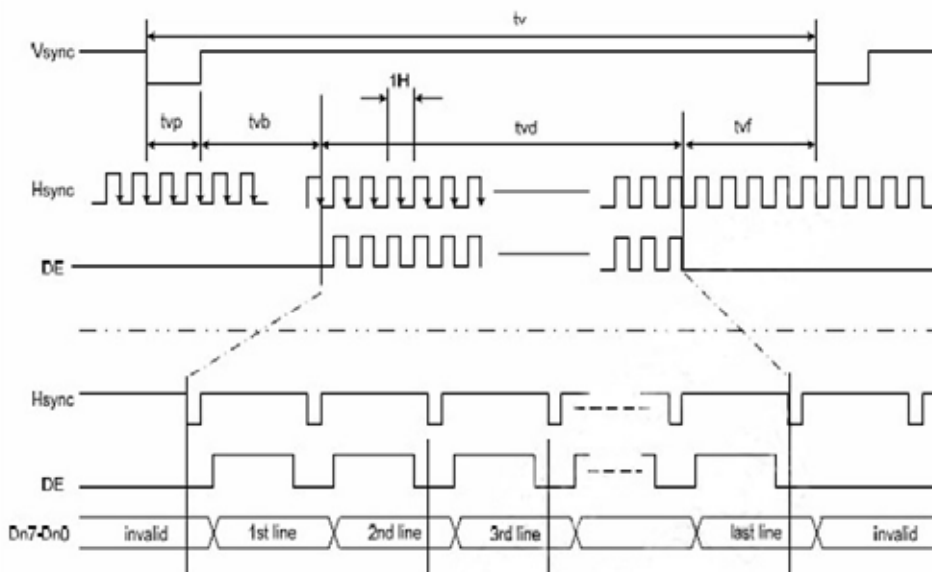 tv
Vsync
1H
tvp tvb tvd tvf
Hsync
DE
Hsync
DE
Dn7-Dn0 invalid 1st line 2nd line 3rd line last line invalid